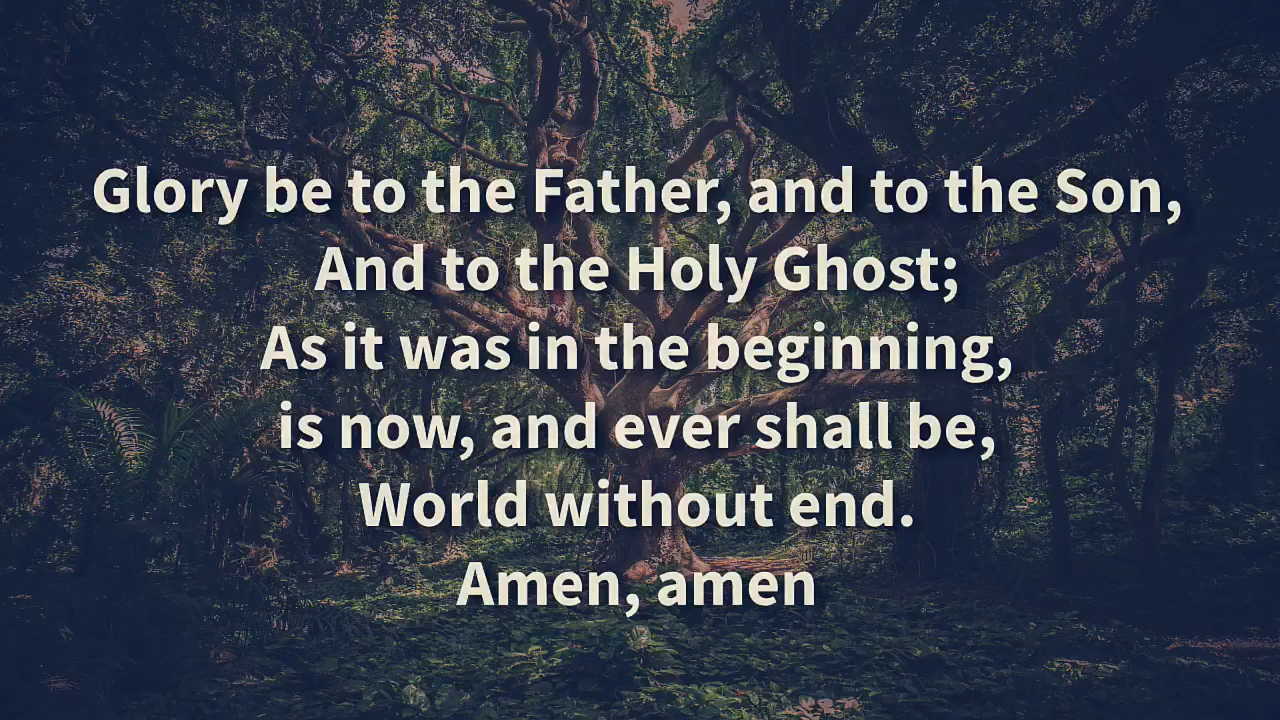 Glory be to the Father, and to the Son,
And to the Holy Ghost;
As it was in the beginning,
is now, and ever shall be,
World without end.
Amen, amen